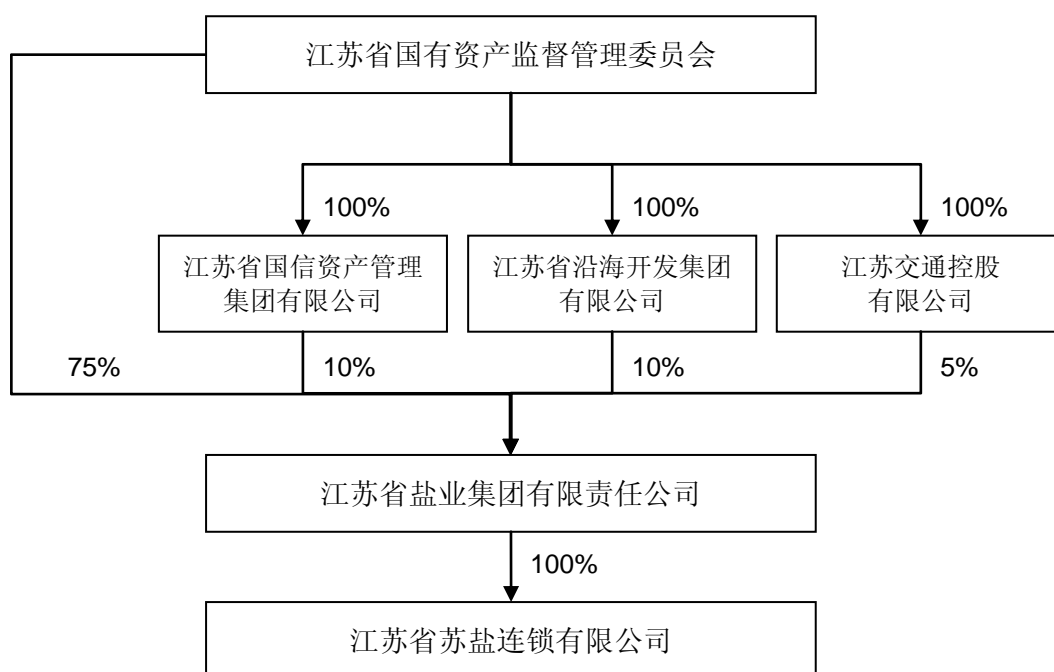 江苏省国有资产监督管理委员会
100%
100%
100%
江苏省国信资产管理
集团有限公司
江苏省沿海开发集团
有限公司
江苏交通控股
有限公司
75%
10%
10%
5%
江苏省盐业集团有限责任公司
100%
江苏省苏盐连锁有限公司